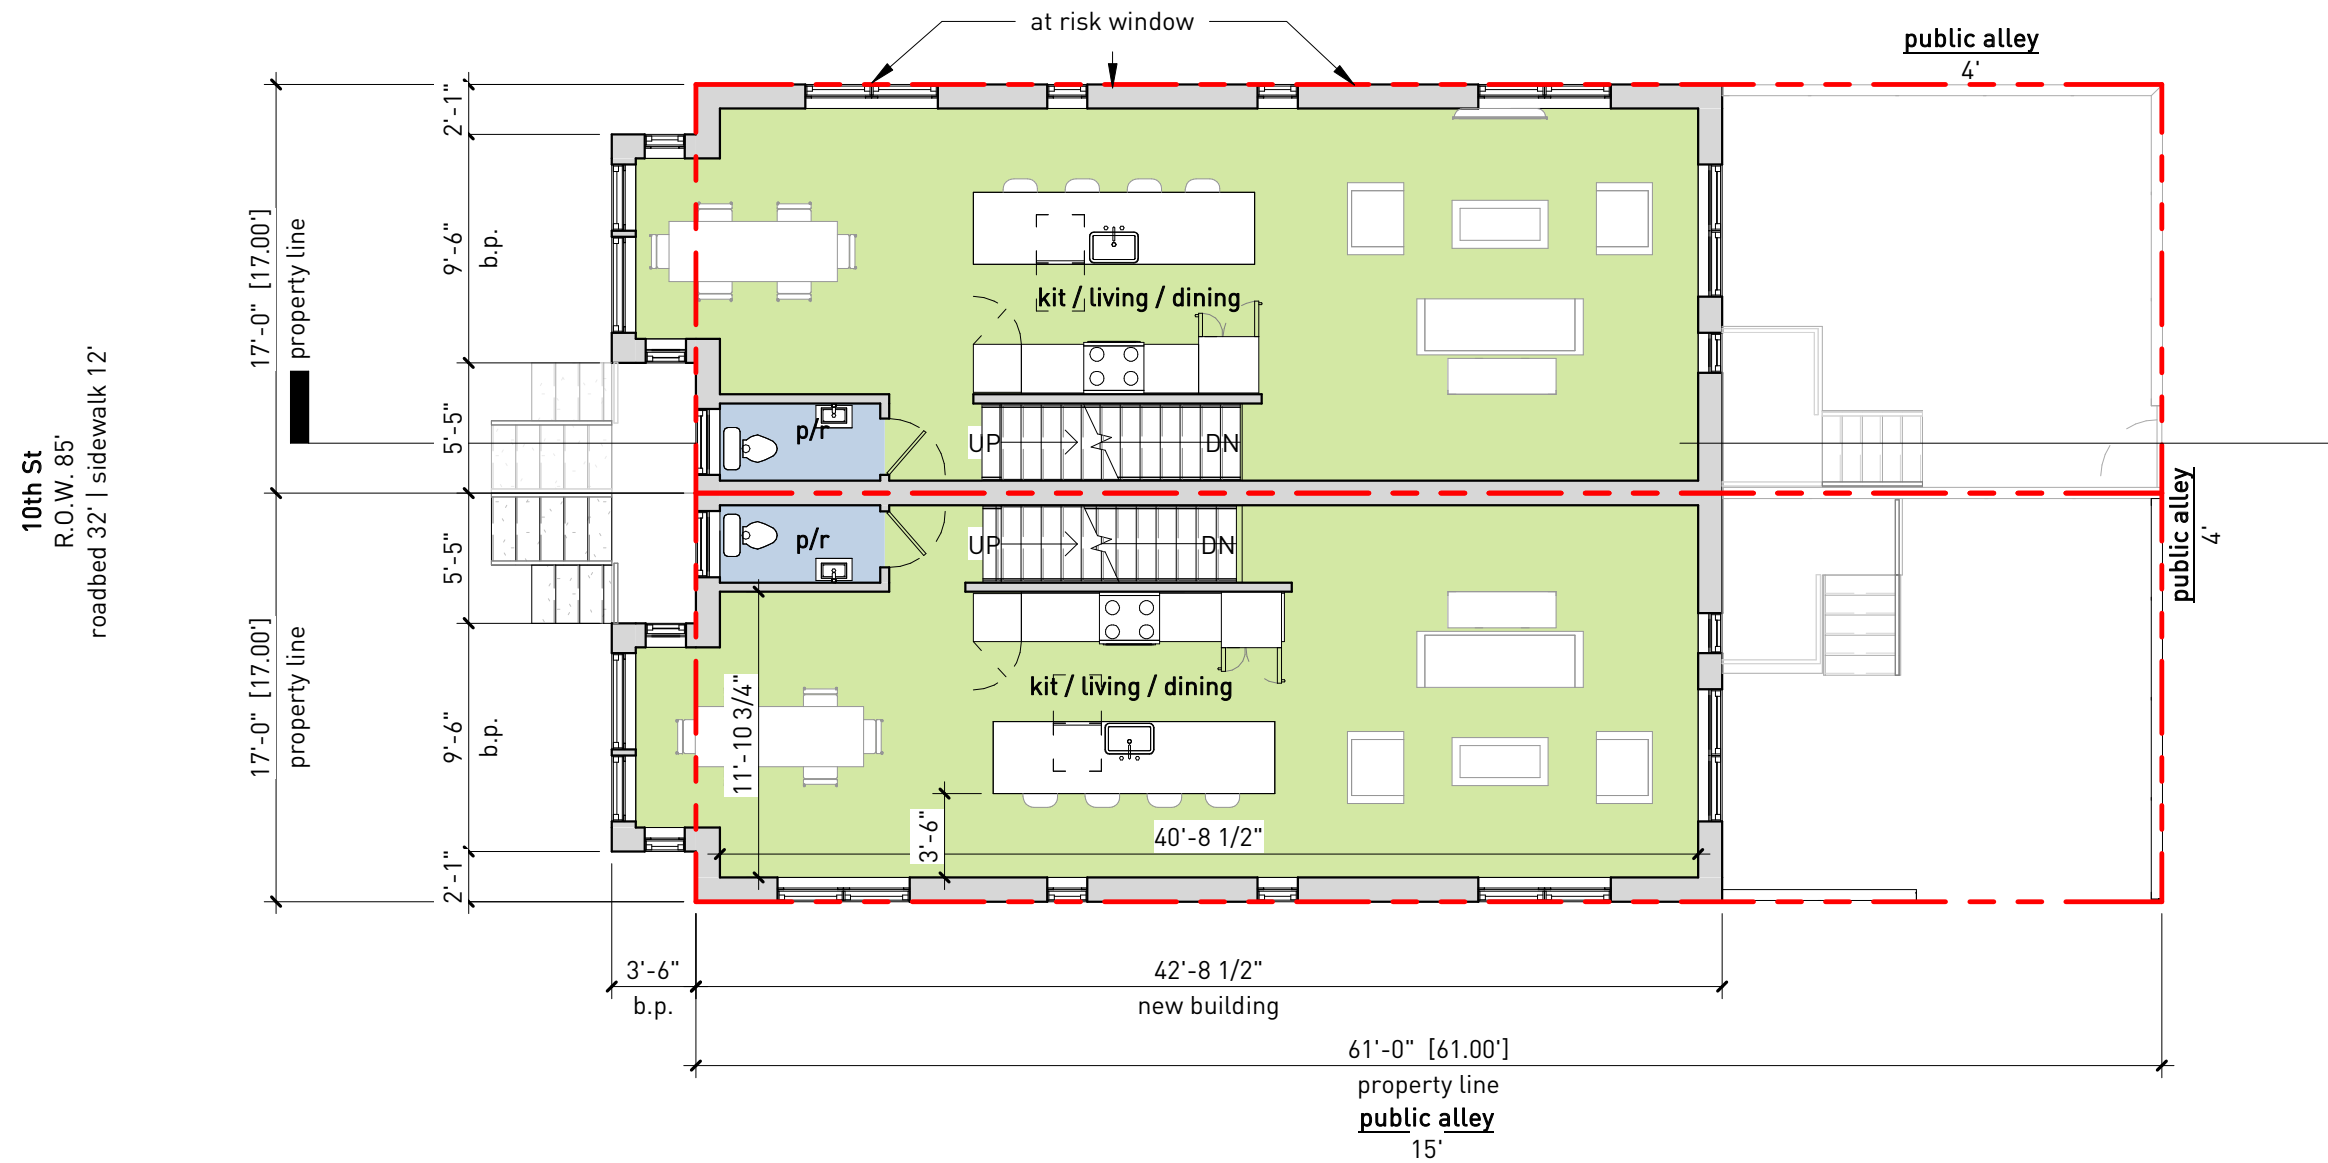 at risk window
public alley
4'
2'-1"
17'-0" [17.00']
property line
9'-6"
b.p.
5'-5"
10th St
R.O.W. 85'
roadbed 32' | sidewalk 12'
kit / living / dining
p/r
UP
DN
p/r
UP
DN
public alley
4'
5'-5"
17'-0" [17.00']
property line
9'-6"
b.p.
2'-1"
11'-10 3/4"
kit / living / dining
3'-6"
40'-8 1/2"
3'-6"
b.p.
42'-8 1/2"
new building
61'-0" [61.00']
property line
public alley
15'